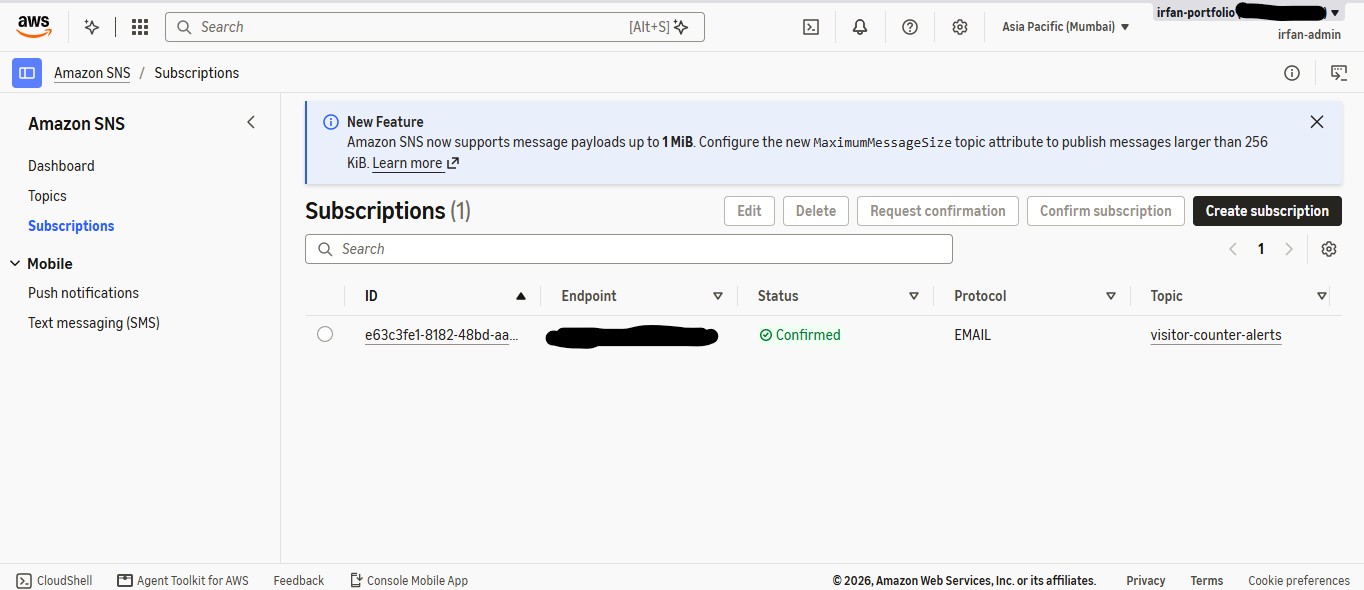 aws
Search [Alt+S]
Asia Pacific (Mumbai)
irfan-portfolio
irfan-admin
Amazon SNS / Subscriptions
Amazon SNS
Dashboard
Topics
Subscriptions
Mobile
Push notifications
Text messaging (SMS)
New Feature
Amazon SNS now supports message payloads up to 1 MiB. Configure the new MaximumMessageSize topic attribute to publish messages larger than 256
KiB. Learn more
Subscriptions (1)
Edit Delete Request confirmation Confirm subscription Create subscription
Search
1
ID Endpoint Status Protocol Topic
e63c3fe1-8182-48bd-aa... Confirmed EMAIL visitor-counter-alerts
CloudShell Agent Toolkit for AWS Feedback Console Mobile App © 2026, Amazon Web Services, Inc. or its affiliates. Privacy Terms Cookie preferences